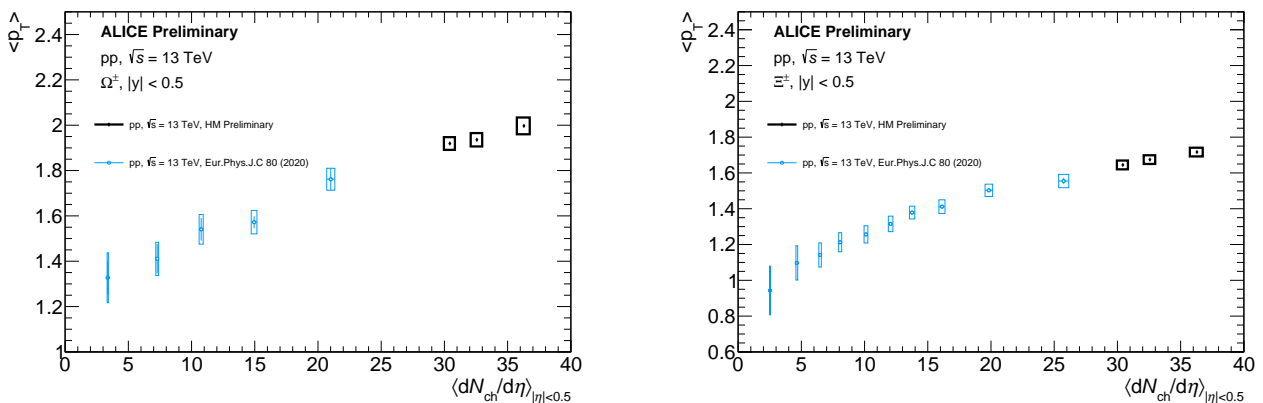 <p_T>
2.4
2.2
2
1.8
1.6
1.4
1.2
1
ALICE Preliminary
pp, √s = 13 TeV
Ω±, |y| < 0.5
pp, √s = 13 TeV, HM Preliminary
pp, √s = 13 TeV, Eur.Phys.J.C 80 (2020)
0 5 10 15 20 25 30 35 40
⟨dN_ch/dη⟩_|η|<0.5
<p_T>
2.4
2.2
2
1.8
1.6
1.4
1.2
1
0.8
0.6
ALICE Preliminary
pp, √s = 13 TeV
Ξ±, |y| < 0.5
pp, √s = 13 TeV, HM Preliminary
pp, √s = 13 TeV, Eur.Phys.J.C 80 (2020)
0 5 10 15 20 25 30 35 40
⟨dN_ch/dη⟩_|η|<0.5